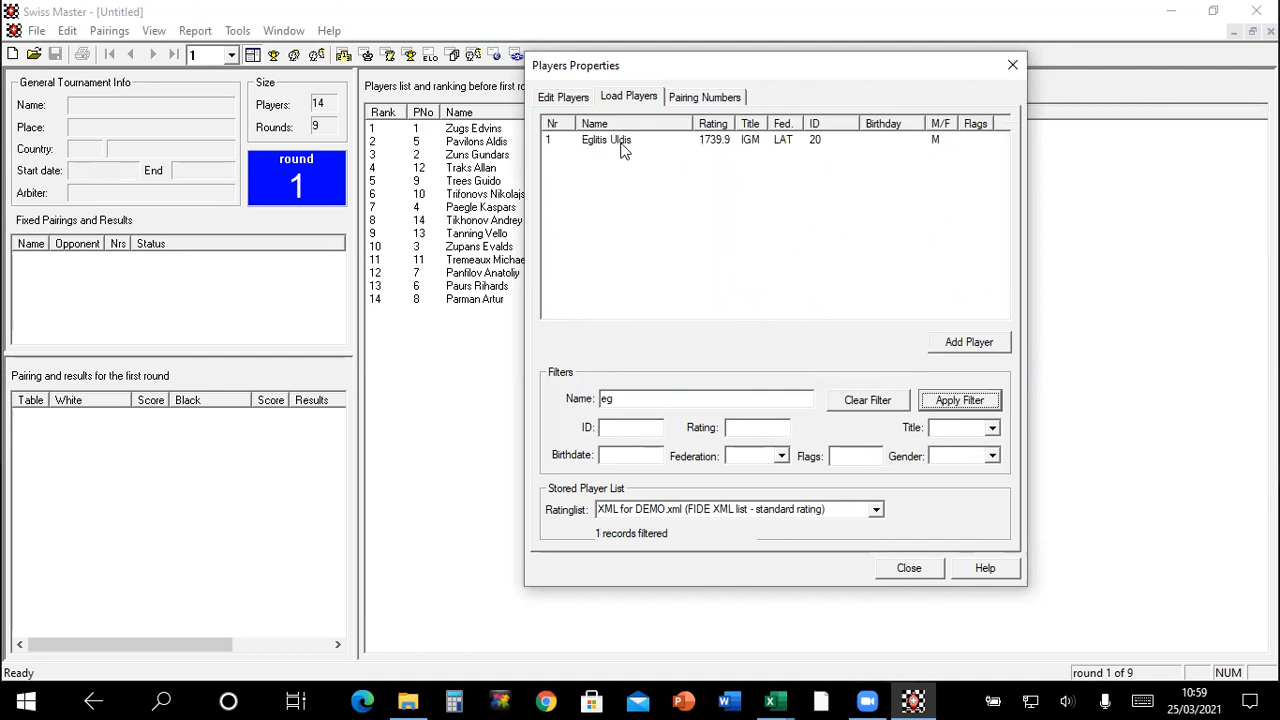 Swiss Master - [Untitled]
File Edit Pairings View Report Tools Window Help
1
ELO
General Tournament Info
Name:
Place:
Country:
Start date: End
Arbiter:
Size
Players: 14
Rounds: 9
round
1
Fixed Pairings and Results
Name Opponent Nrs Status
Pairing and results for the first round
Table White Score Black Score Results
Players list and ranking before first ro
Rank PNo Name
1 1 Zugs Edvins
2 5 Pavilons Aldis
3 2 Zuns Gundars
4 12 Traks Allan
5 9 Trees Guido
6 10 Trifonovs Nikolajs
7 4 Paegle Kaspars
8 14 Tikhonov Andrey
9 13 Tanning Vello
10 3 Zupans Evalds
11 11 Tremeaux Michae
12 7 Panfilov Anatoliy
13 6 Paurs Rihards
14 8 Parman Artur
Players Properties
Edit Players Load Players Pairing Numbers
Nr Name Rating Title Fed. ID Birthday M/F Flags
1 Eglitis Uldis 1739.9 IGM LAT 20 M
Add Player
Filters
Name: eg Clear Filter Apply Filter
ID: Rating: Title:
Birthdate: Federation: Flags: Gender:
Stored Player List
Ratinglist: XML for DEMO.xml (FIDE XML list - standard rating)
1 records filtered
Close Help
Ready round 1 of 9 NUM
10:59
25/03/2021